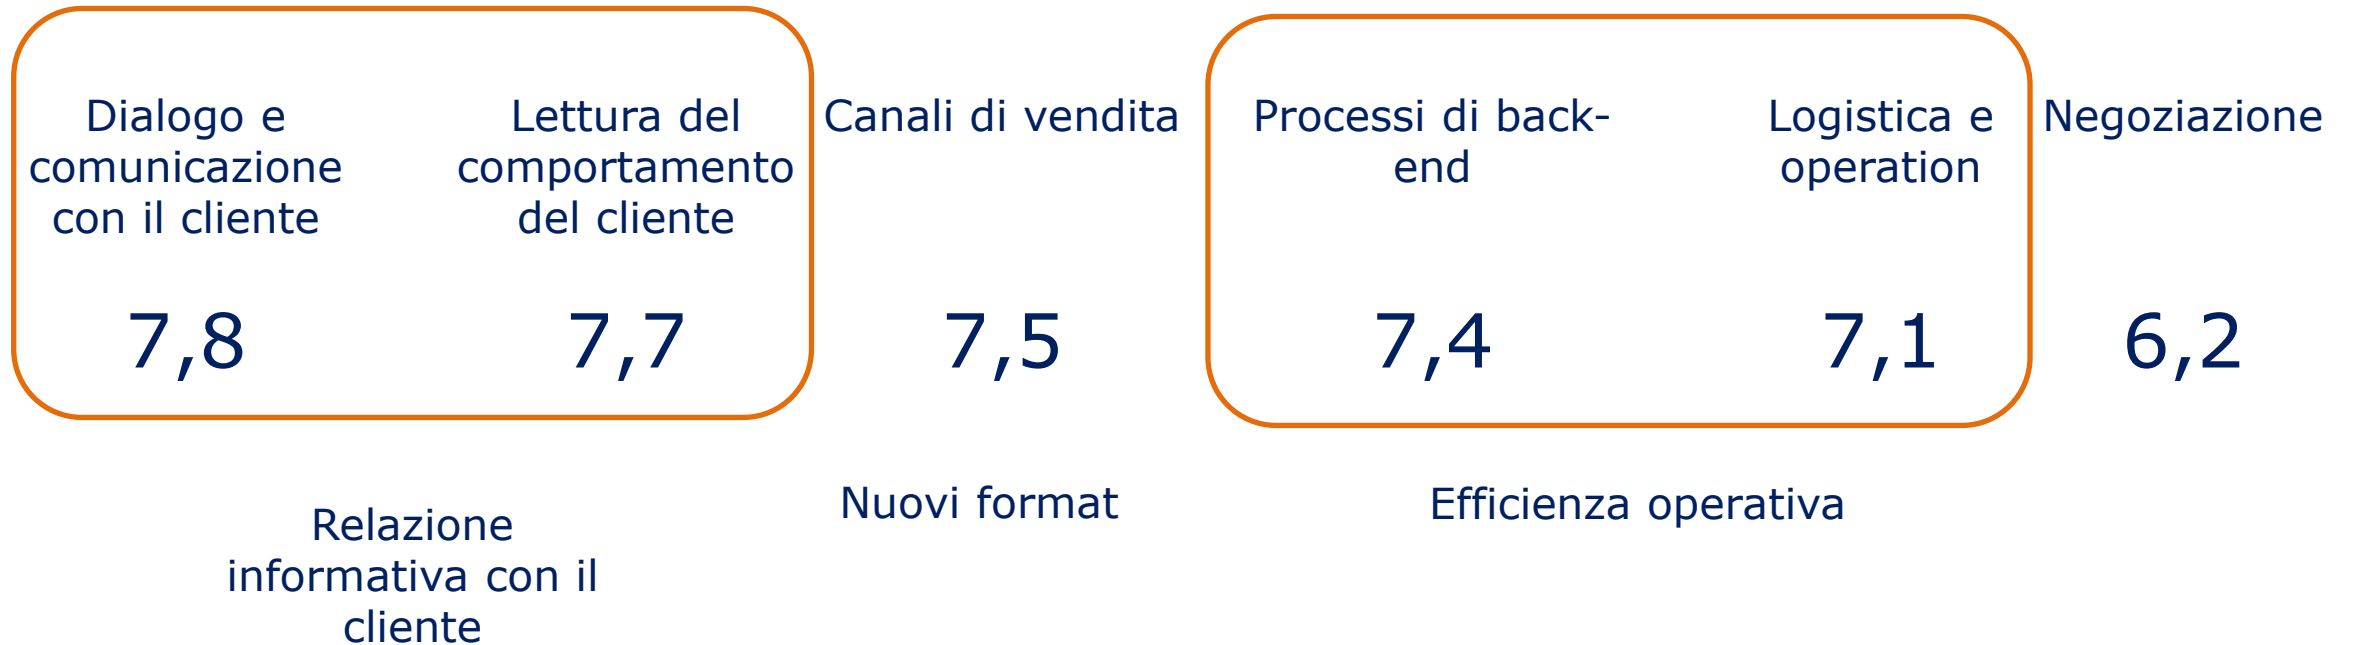 Dialogo e
comunicazione
con il cliente
7,8
Lettura del
comportamento
del cliente
7,7
Canali di vendita
7,5
Processi di back-
end
7,4
Logistica e
operation
7,1
Negoziazione
6,2
Relazione
informativa con il
cliente
Nuovi format
Efficienza operativa